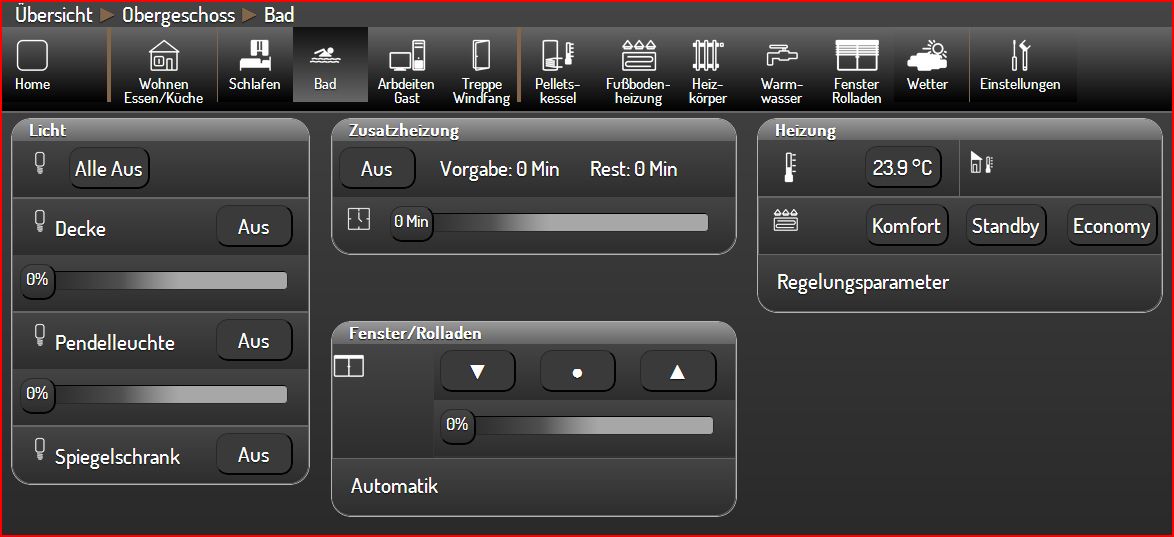 Übersicht Obergeschoss Bad
Home
Wohnen
Essen/Küche
Schlafen
Bad
Arbdeiten
Gast
Treppe
Windfang
Pellets-
kessel
Fußboden-
heizung
Heiz-
körper
Warm-
wasser
Fenster
Rolladen
Wetter
Einstellungen
Licht
Alle Aus
Decke Aus
0%
Pendelleuchte Aus
0%
Spiegelschrank Aus
Zusatzheizung
Aus Vorgabe: 0 Min Rest: 0 Min
0 Min
Fenster/Rolladen
▼ ● ▲
0%
Automatik
Heizung
23.9 °C
Komfort Standby Economy
Regelungsparameter